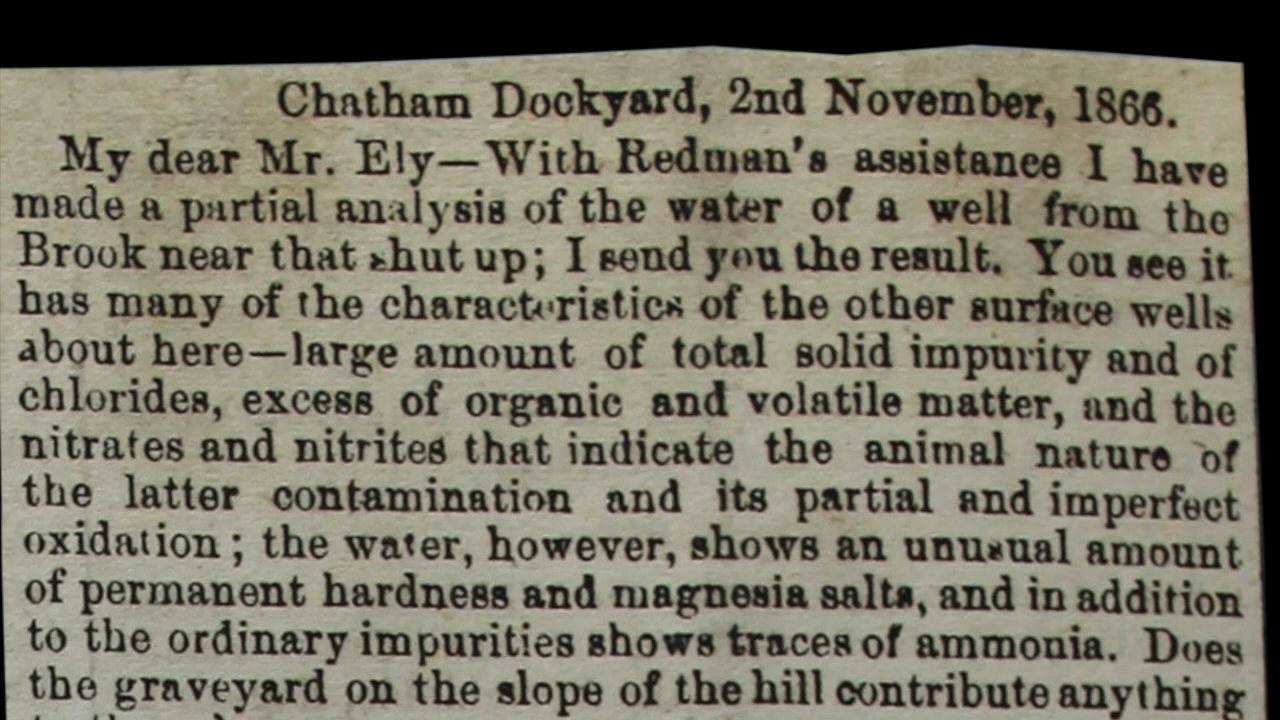 Chatham Dockyard, 2nd November, 1866.
My dear Mr. Ely—With Redman's assistance I have
made a partial analysis of the water of a well from the
Brook near that shut up; I send you the result. You see it
has many of the characteristics of the other surface wells
about here—large amount of total solid impurity and of
chlorides, excess of organic and volatile matter, and the
nitrates and nitrites that indicate the animal nature of
the latter contamination and its partial and imperfect
oxidation; the water, however, shows an unusual amount
of permanent hardness and magnesia salts, and in addition
to the ordinary impurities shows traces of ammonia. Does
the graveyard on the slope of the hill contribute anything